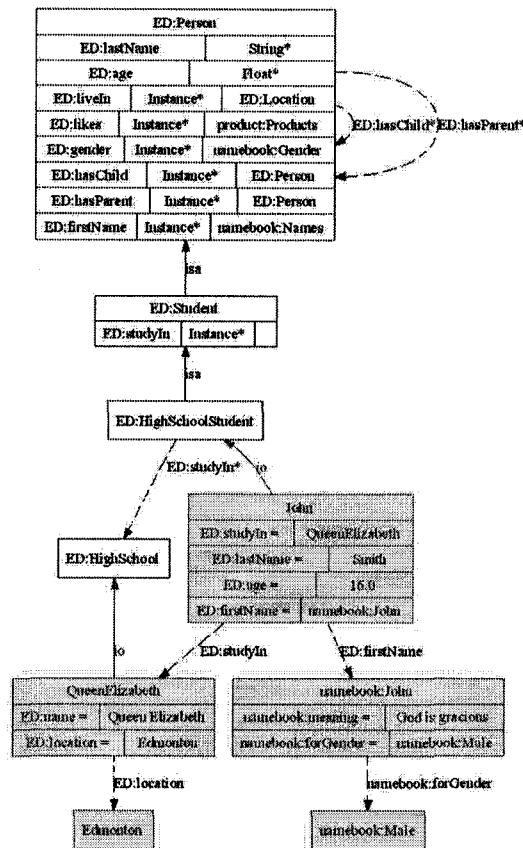 ED:Person
ED:lastName String*
ED:age Float*
ED:liveIn Instance* ED:Location
ED:likes Instance* product:Products
ED:gender Instance* namebook:Gender
ED:hasChild Instance* ED:Person
ED:hasParent Instance* ED:Person
ED:firstName Instance* namebook:Names
ED:hasChild* ED:hasParent*
isa
ED:Student
ED:studyIn Instance*
isa
ED:HighSchoolStudent
ED:studyIn* io
John
ED:studyIn = QueenElizabeth
ED:lastName = Smith
ED:age = 16.0
ED:firstName = namebook:John
ED:HighSchool
io
ED:studyIn ED:firstName
QueenElizabeth
ED:name = Queen Elizabeth
ED:location = Edmonton
namebook:John
namebook:meaning = God is gracious
namebook:forGender = namebook:Male
ED:location namebook:forGender
Edmonton
namebook:Male